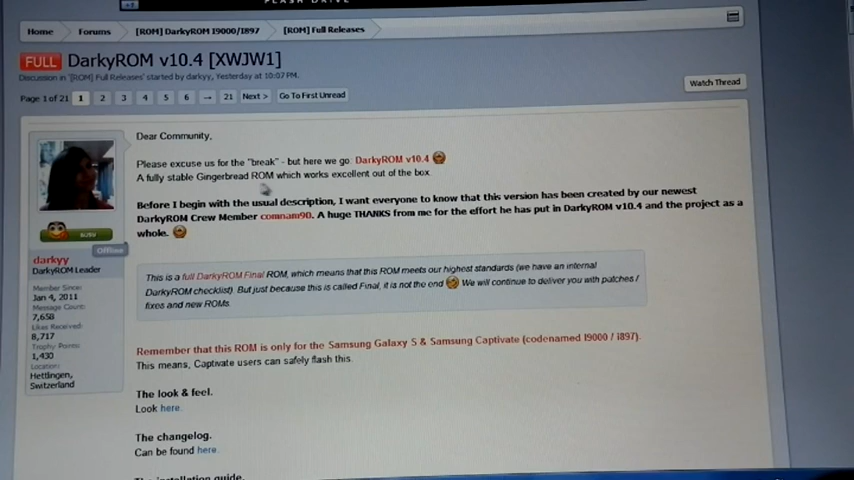 Home Forums [ROM] DarkyROM I9000/I897 [ROM] Full Releases
FULL DarkyROM v10.4 [XWJW1]
Discussion in '[ROM] Full Releases' started by darkyy, Yesterday at 10:07 PM.
Watch Thread
Page 1 of 21 1 2 3 4 5 6 → 21 Next > Go To First Unread
Dear Community,
Please excuse us for the "break" - but here we go: DarkyROM v10.4
A fully stable Gingerbread ROM which works excellent out of the box.
Before I begin with the usual description, I want everyone to know that this version has been created by our newest
DarkyROM Crew Member comnam90. A huge THANKS from me for the effort he has put in DarkyROM v10.4 and the project as a
whole.
Offline
darkyy
DarkyROM Leader
Member Since:
Jan 4, 2011
Message Count:
7,658
Likes Received:
8,717
Trophy Points:
1,430
Location:
Hettlingen,
Switzerland
This is a full DarkyROM Final ROM, which means that this ROM meets our highest standards (we have an internal
DarkyROM checklist). But just because this is called Final, it is not the end We will continue to deliver you with patches /
fixes and new ROMs.
Remember that this ROM is only for the Samsung Galaxy S & Samsung Captivate (codenamed I9000 / i897).
This means, Captivate users can safely flash this.
The look & feel.
Look here.
The changelog.
Can be found here.
The installation guide.